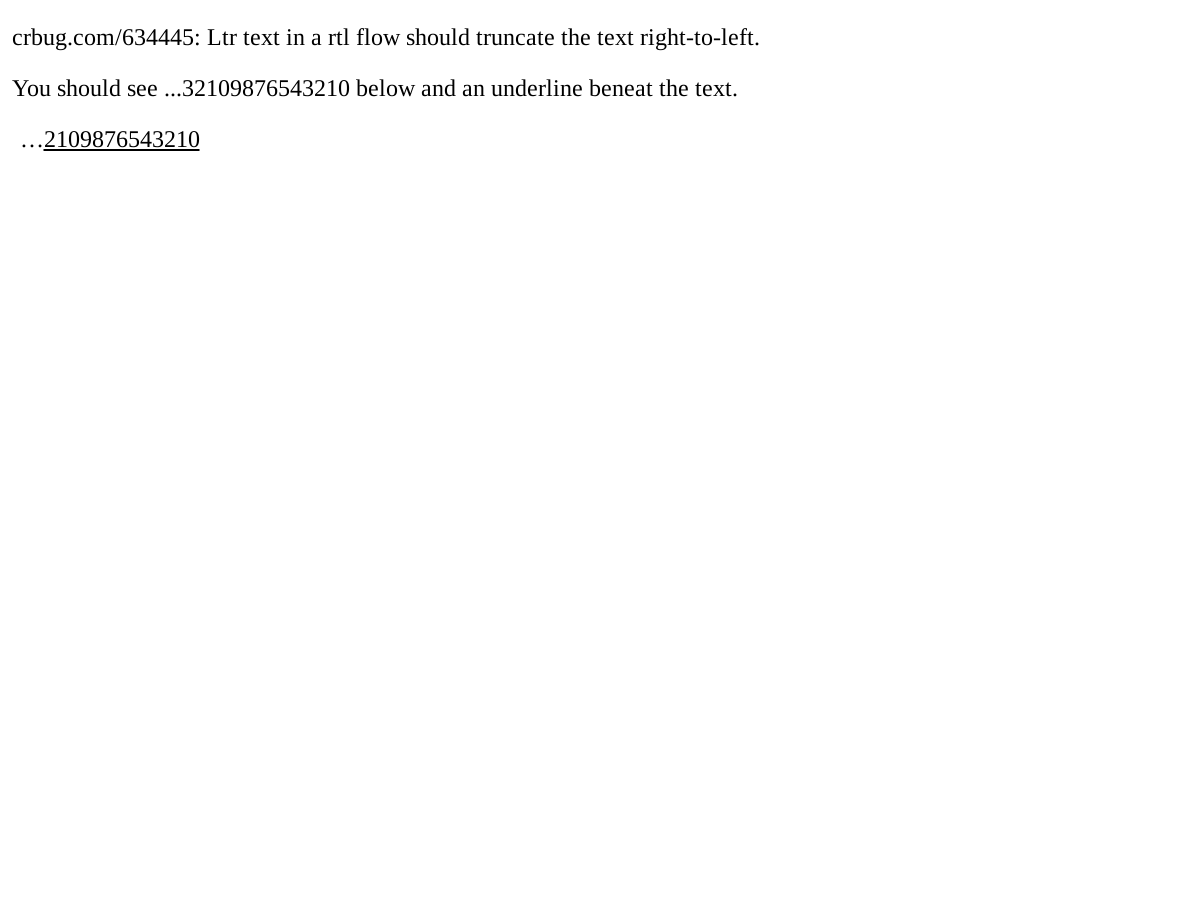 crbug.com/634445: Ltr text in a rtl flow should truncate the text right-to-left.
You should see ...32109876543210 below and an underline beneat the text.
…2109876543210